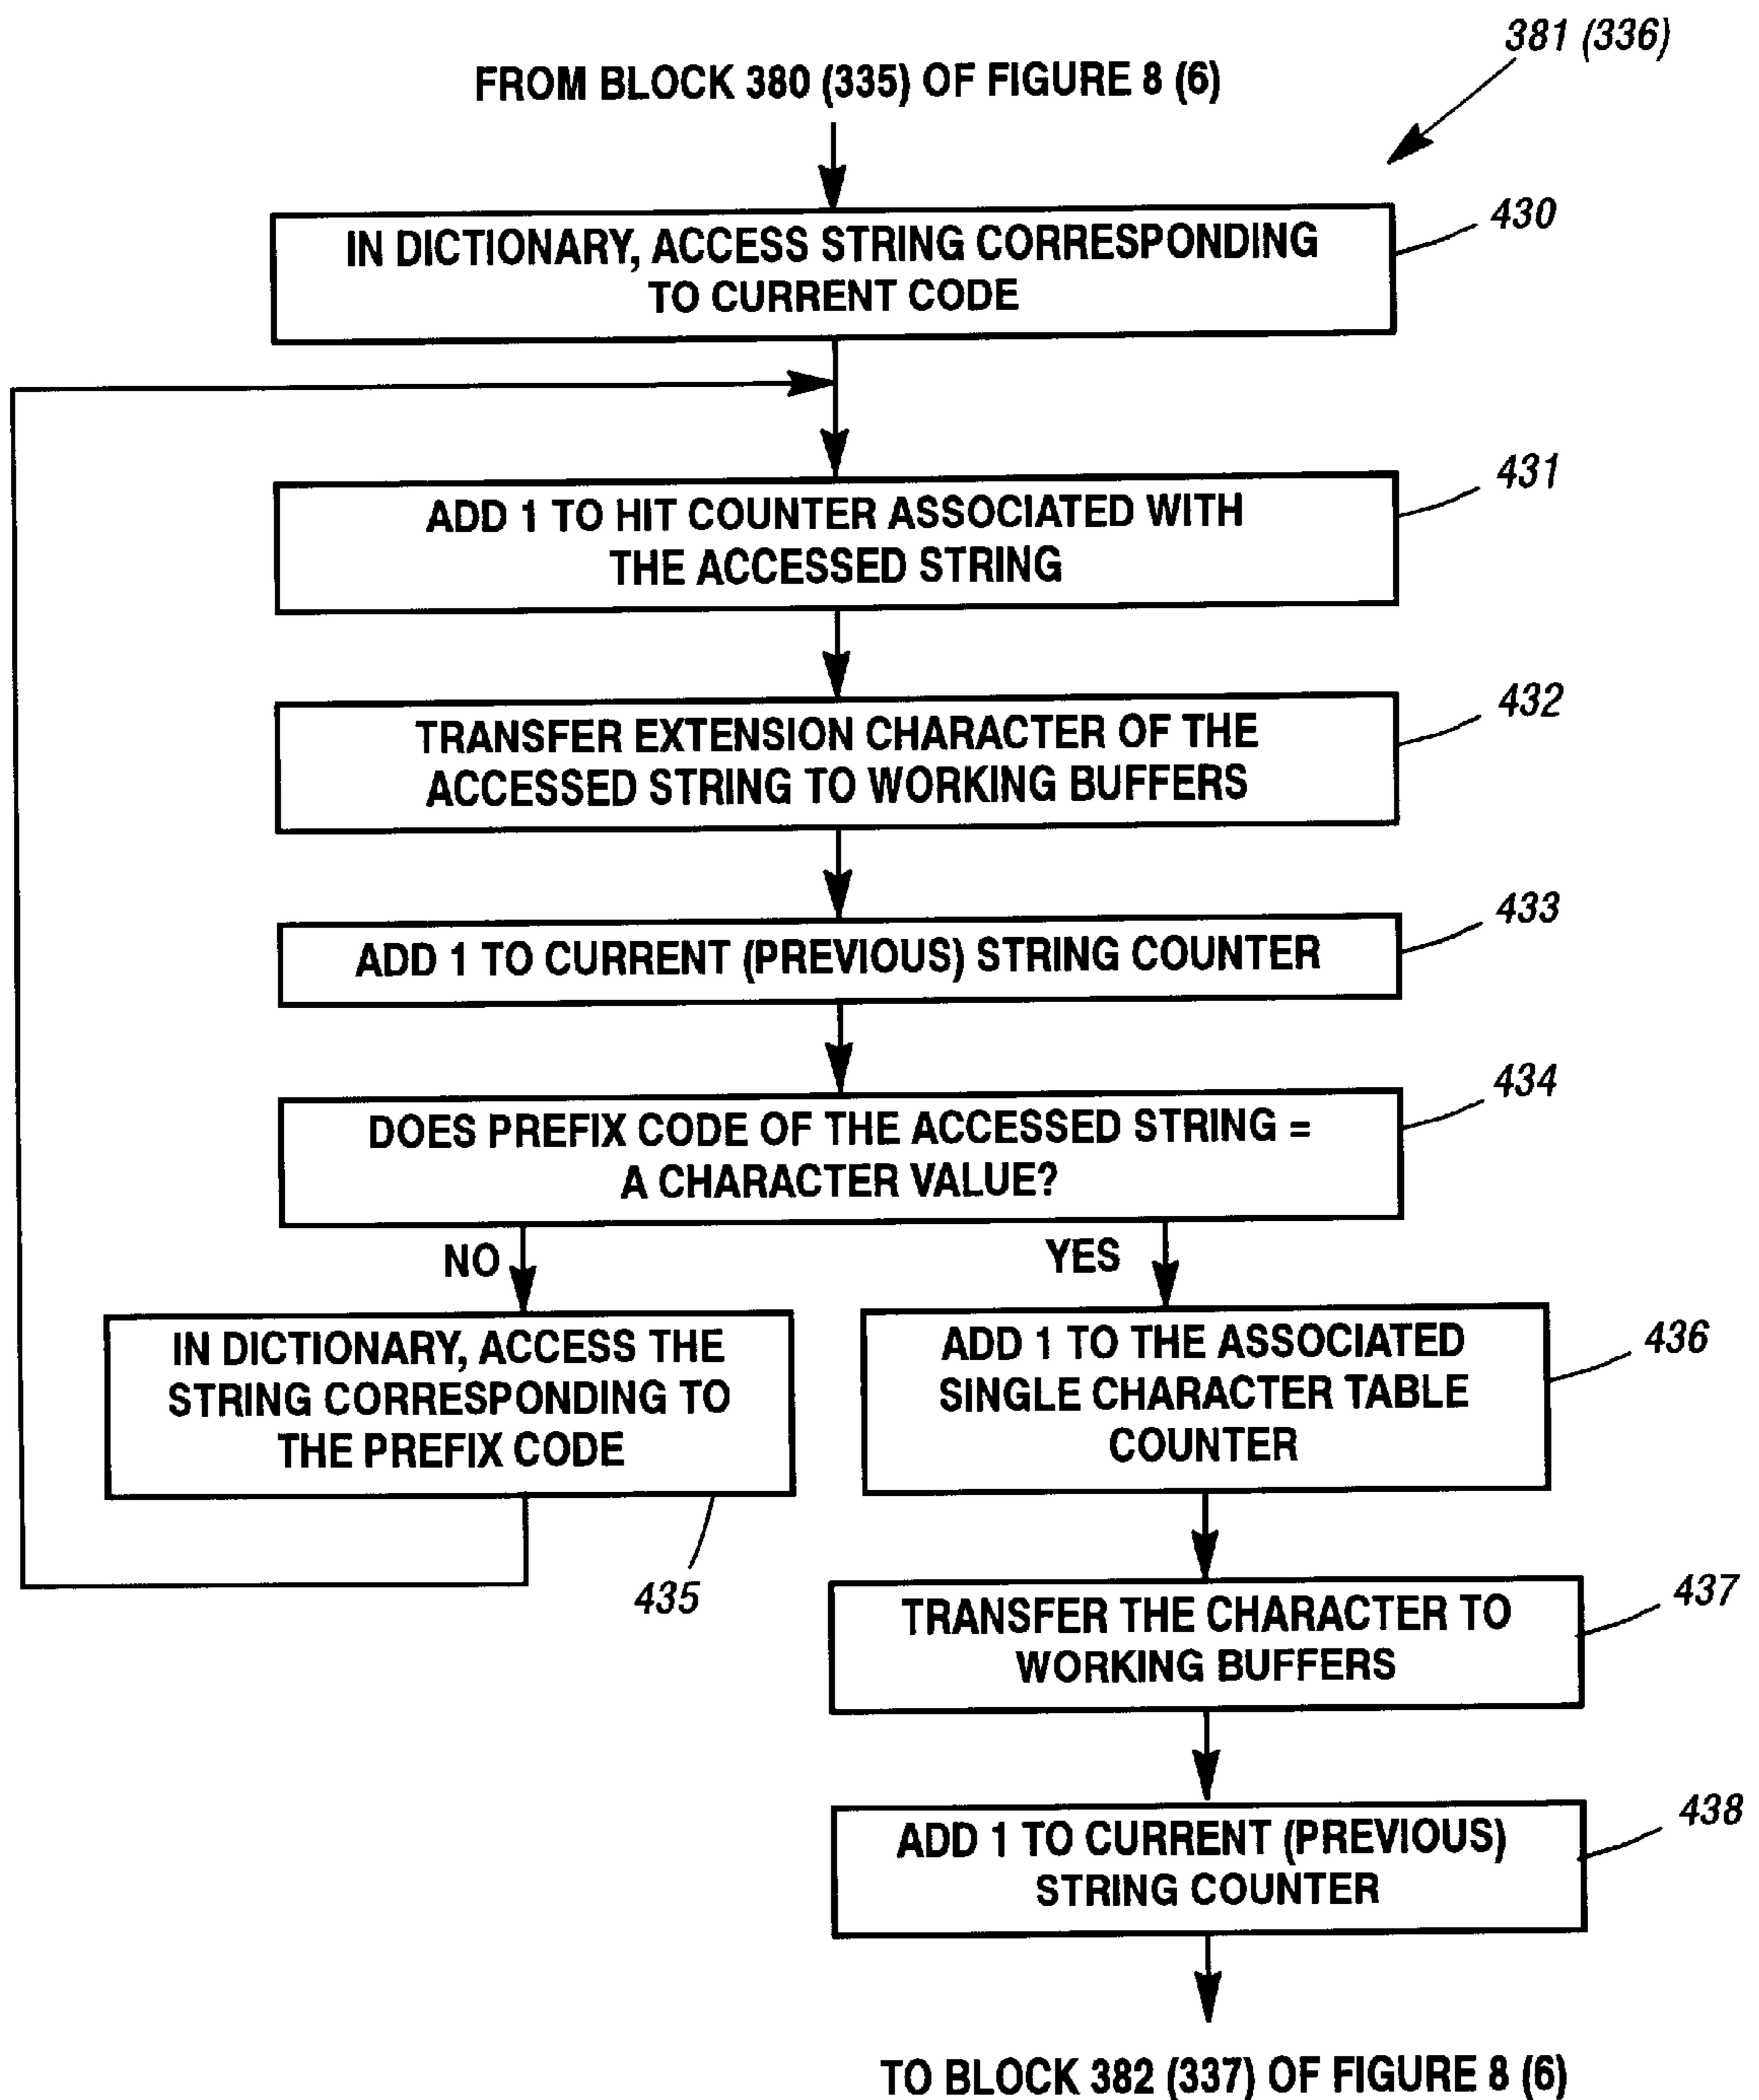 381 (336)
FROM BLOCK 380 (335) OF FIGURE 8 (6)
430
IN DICTIONARY, ACCESS STRING CORRESPONDING
TO CURRENT CODE
431
ADD 1 TO HIT COUNTER ASSOCIATED WITH
THE ACCESSED STRING
432
TRANSFER EXTENSION CHARACTER OF THE
ACCESSED STRING TO WORKING BUFFERS
433
ADD 1 TO CURRENT (PREVIOUS) STRING COUNTER
434
DOES PREFIX CODE OF THE ACCESSED STRING =
A CHARACTER VALUE?
NO
YES
IN DICTIONARY, ACCESS THE
STRING CORRESPONDING TO
THE PREFIX CODE
435
ADD 1 TO THE ASSOCIATED
SINGLE CHARACTER TABLE
COUNTER
436
TRANSFER THE CHARACTER TO
WORKING BUFFERS
437
ADD 1 TO CURRENT (PREVIOUS)
STRING COUNTER
438
TO BLOCK 382 (337) OF FIGURE 8 (6)